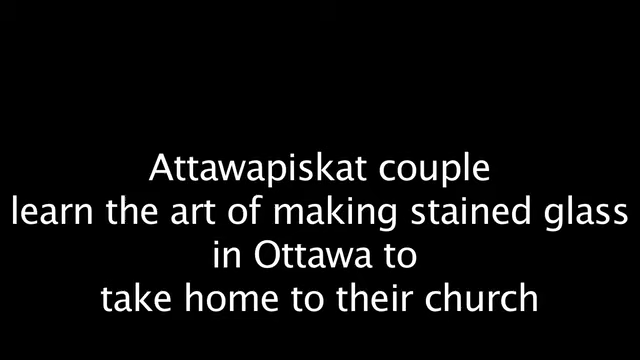 Attawapiskat couple
learn the art of making stained glass
in Ottawa to
take home to their church